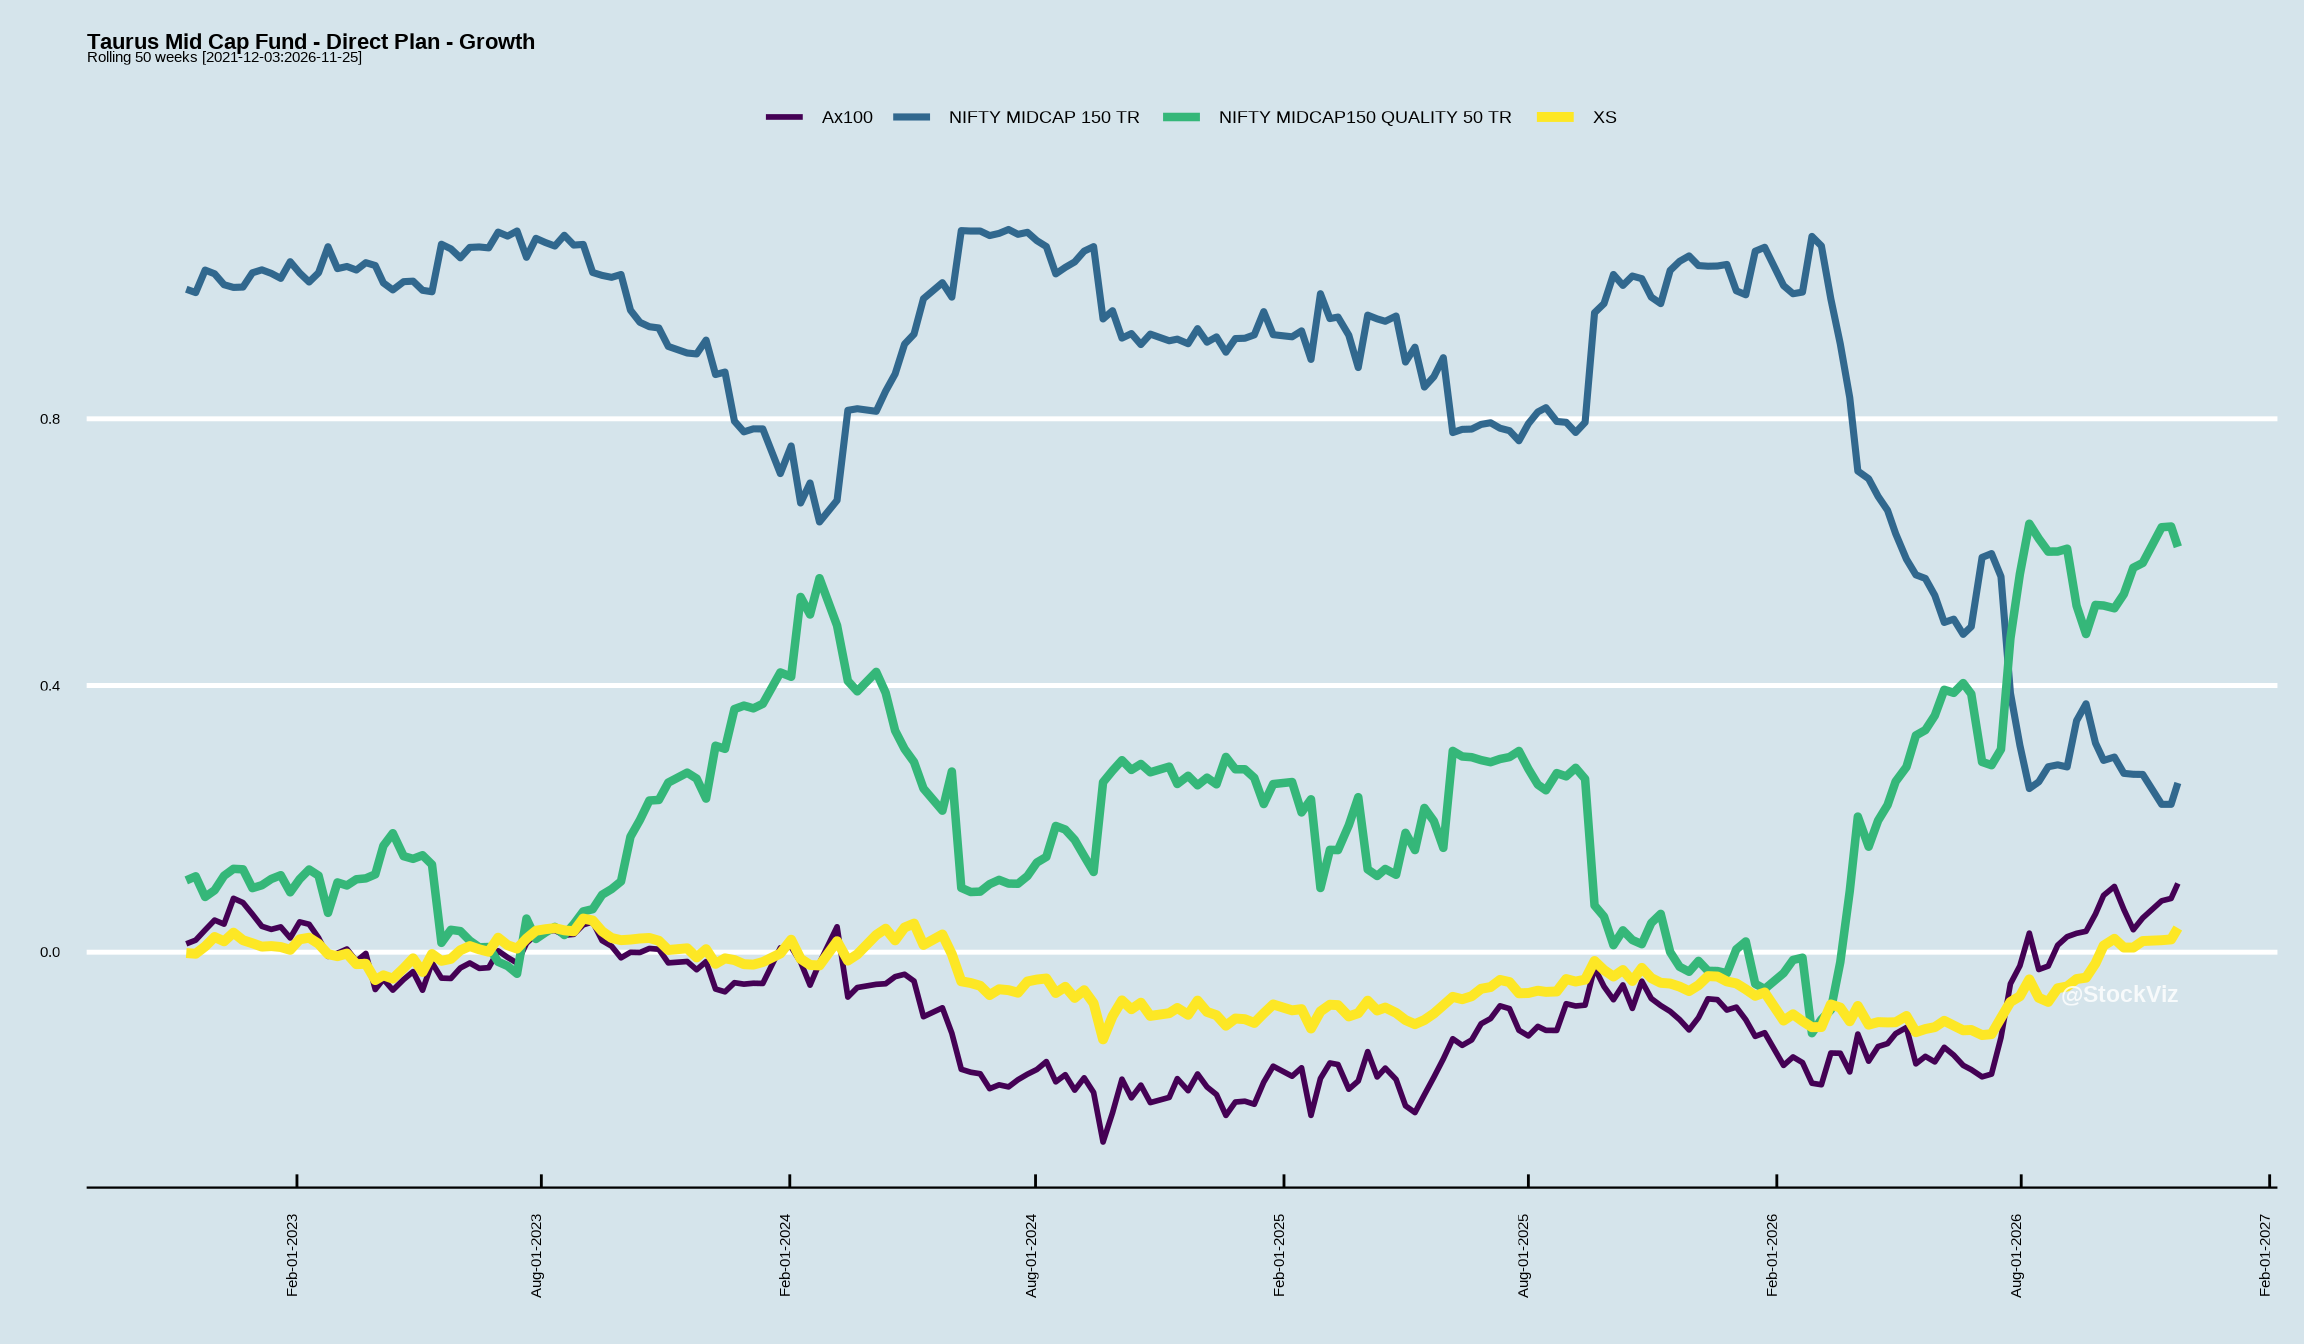 Taurus Mid Cap Fund - Direct Plan - Growth
Rolling 50 weeks [2021-12-03:2026-11-25]
Ax100 NIFTY MIDCAP 150 TR NIFTY MIDCAP150 QUALITY 50 TR XS
0.8
0.4
0.0
@StockViz
Feb-01-2023 Aug-01-2023 Feb-01-2024 Aug-01-2024 Feb-01-2025 Aug-01-2025 Feb-01-2026 Aug-01-2026 Feb-01-2027